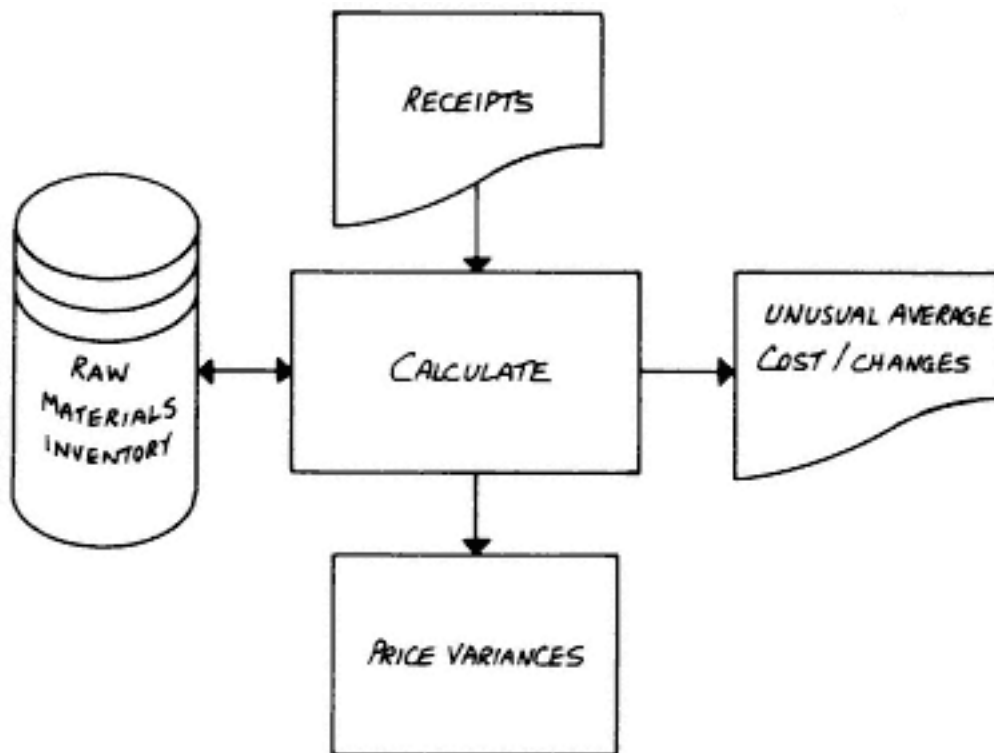 RECEIPTS
RAW
MATERIALS
INVENTORY
CALCULATE
UNUSUAL AVERAGE
COST / CHANGES
PRICE VARIANCES